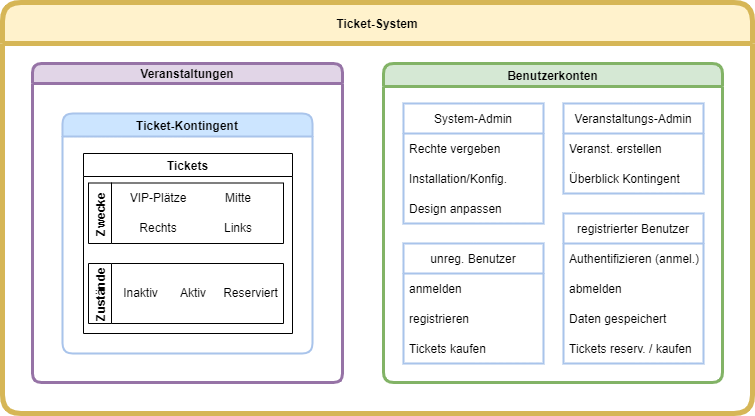 Ticket-System
Veranstaltungen
Ticket-Kontingent
Tickets
Zwecke
VIP-Plätze Mitte
Rechts Links
Zustände
Inaktiv Aktiv Reserviert
Benutzerkonten
System-Admin
Rechte vergeben
Installation/Konfig.
Design anpassen
Veranstaltungs-Admin
Veranst. erstellen
Überblick Kontingent
unreg. Benutzer
anmelden
registrieren
Tickets kaufen
registrierter Benutzer
Authentifizieren (anmel.)
abmelden
Daten gespeichert
Tickets reserv. / kaufen